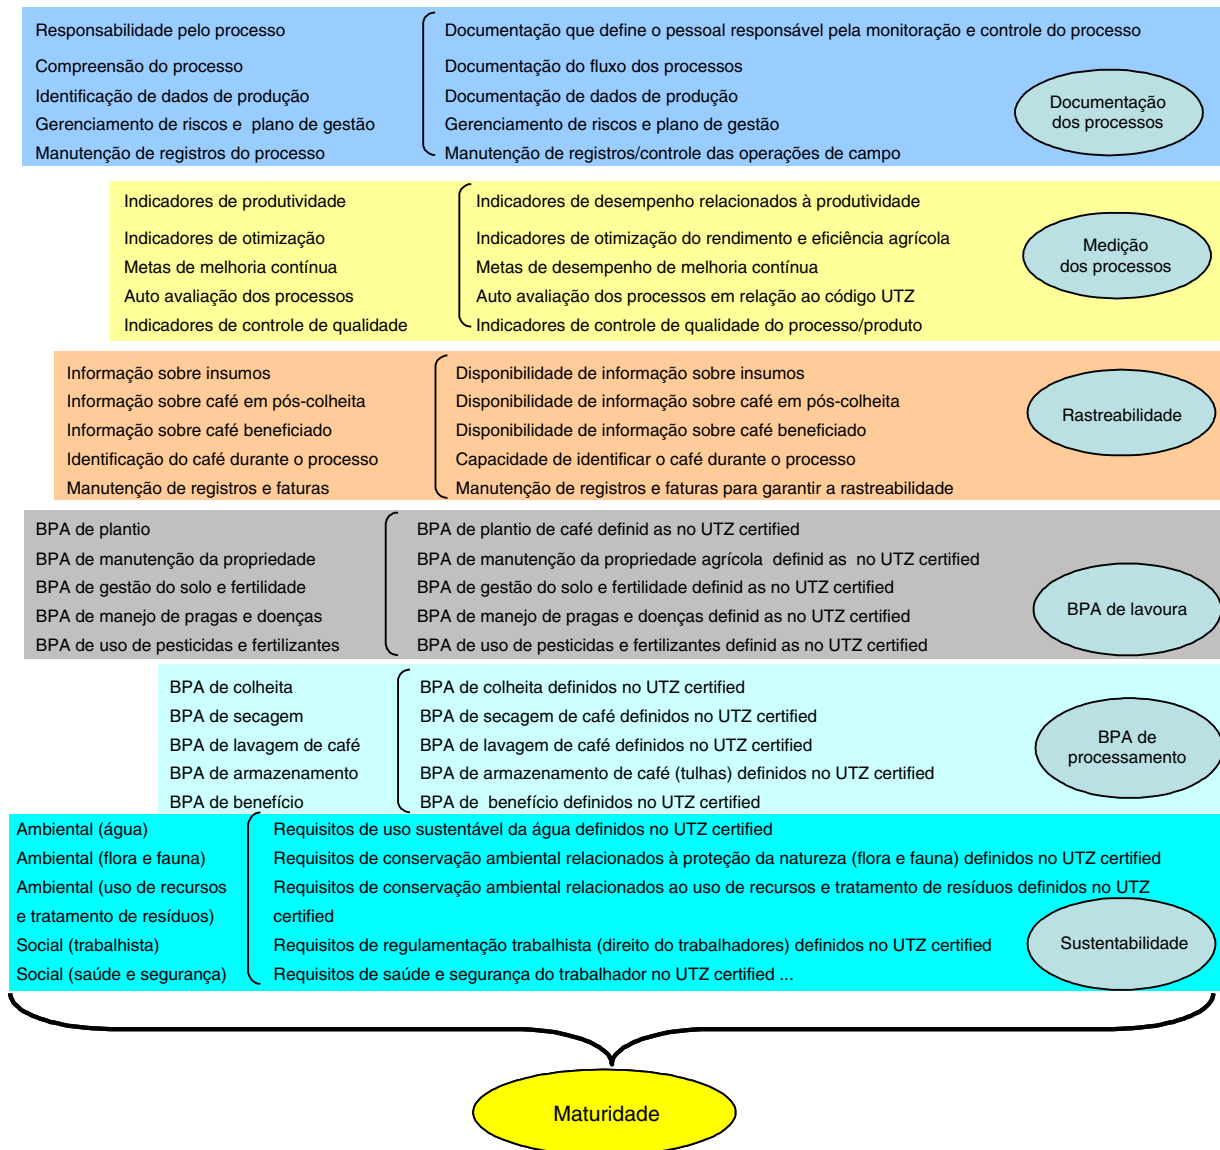 Responsabilidade pelo processo
Documentação que define o pessoal responsável pela monitoração e controle do processo
Compreensão do processo
Documentação do fluxo dos processos
Identificação de dados de produção
Documentação de dados de produção
Gerenciamento de riscos e plano de gestão
Gerenciamento de riscos e plano de gestão
Manutenção de registros do processo
Manutenção de registros/controle das operações de campo
Documentação
dos processos
Indicadores de produtividade
Indicadores de desempenho relacionados à produtividade
Indicadores de otimização
Indicadores de otimização do rendimento e eficiência agrícola
Metas de melhoria contínua
Metas de desempenho de melhoria contínua
Auto avaliação dos processos
Auto avaliação dos processos em relação ao código UTZ
Indicadores de controle de qualidade
Indicadores de controle de qualidade do processo/produto
Medição
dos processos
Informação sobre insumos
Disponibilidade de informação sobre insumos
Informação sobre café em pós-colheita
Disponibilidade de informação sobre café em pós-colheita
Informação sobre café beneficiado
Disponibilidade de informação sobre café beneficiado
Identificação do café durante o processo
Capacidade de identificar o café durante o processo
Manutenção de registros e faturas
Manutenção de registros e faturas para garantir a rastreabilidade
Rastreabilidade
BPA de plantio
BPA de plantio de café definid as no UTZ certified
BPA de manutenção da propriedade
BPA de manutenção da propriedade agrícola definid as no UTZ certified
BPA de gestão do solo e fertilidade
BPA de gestão do solo e fertilidade definid as no UTZ certified
BPA de manejo de pragas e doenças
BPA de manejo de pragas e doenças definid as no UTZ certified
BPA de uso de pesticidas e fertilizantes
BPA de uso de pesticidas e fertilizantes definid as no UTZ certified
BPA de lavoura
BPA de colheita
BPA de colheita definidos no UTZ certified
BPA de secagem
BPA de secagem de café definidos no UTZ certified
BPA de lavagem de café
BPA de lavagem de café definidos no UTZ certified
BPA de armazenamento
BPA de armazenamento de café (tulhas) definidos no UTZ certified
BPA de benefício
BPA de benefício definidos no UTZ certified
BPA de
processamento
Ambiental (água)
Requisitos de uso sustentável da água definidos no UTZ certified
Ambiental (flora e fauna)
Requisitos de conservação ambiental relacionados à proteção da natureza (flora e fauna) definidos no UTZ certified
Ambiental (uso de recursos
e tratamento de resíduos)
Requisitos de conservação ambiental relacionados ao uso de recursos e tratamento de resíduos definidos no UTZ
certified
Social (trabalhista)
Requisitos de regulamentação trabalhista (direito do trabalhadores) definidos no UTZ certified
Social (saúde e segurança)
Requisitos de saúde e segurança do trabalhador no UTZ certified ...
Sustentabilidade
Maturidade